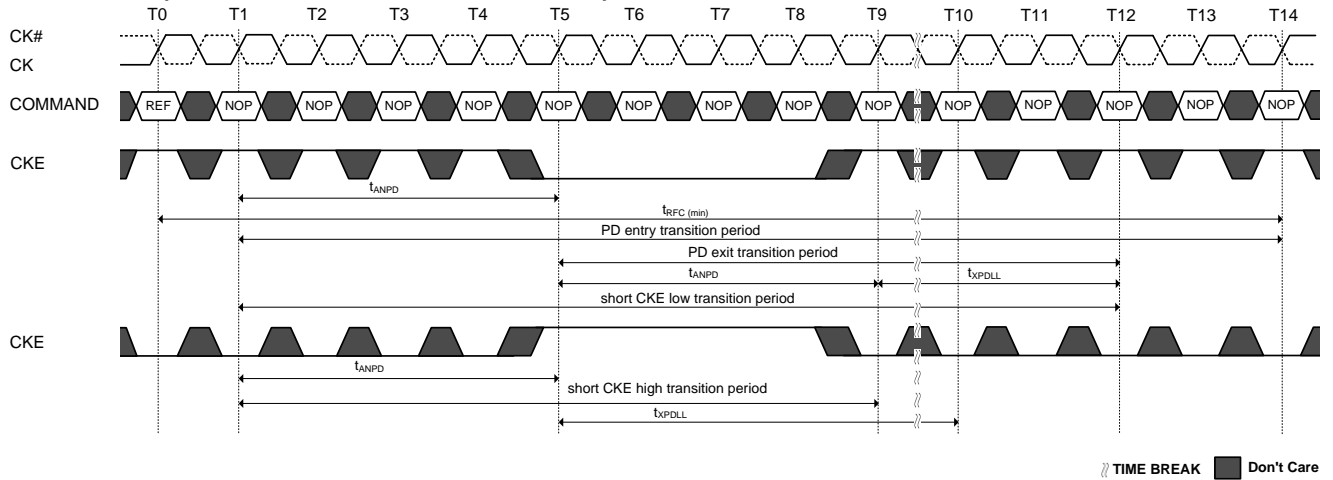 T0 T1 T2 T3 T4 T5 T6 T7 T8 T9 T10 T11 T12 T13 T14
CK#
CK
COMMAND REF NOP NOP NOP NOP NOP NOP NOP NOP NOP NOP NOP NOP NOP NOP
CKE
tANPD
tRFC (min)
PD entry transition period
PD exit transition period
tANPD tXPDLL
short CKE low transition period
CKE
tANPD
short CKE high transition period
tXPDLL
TIME BREAK Don't Care